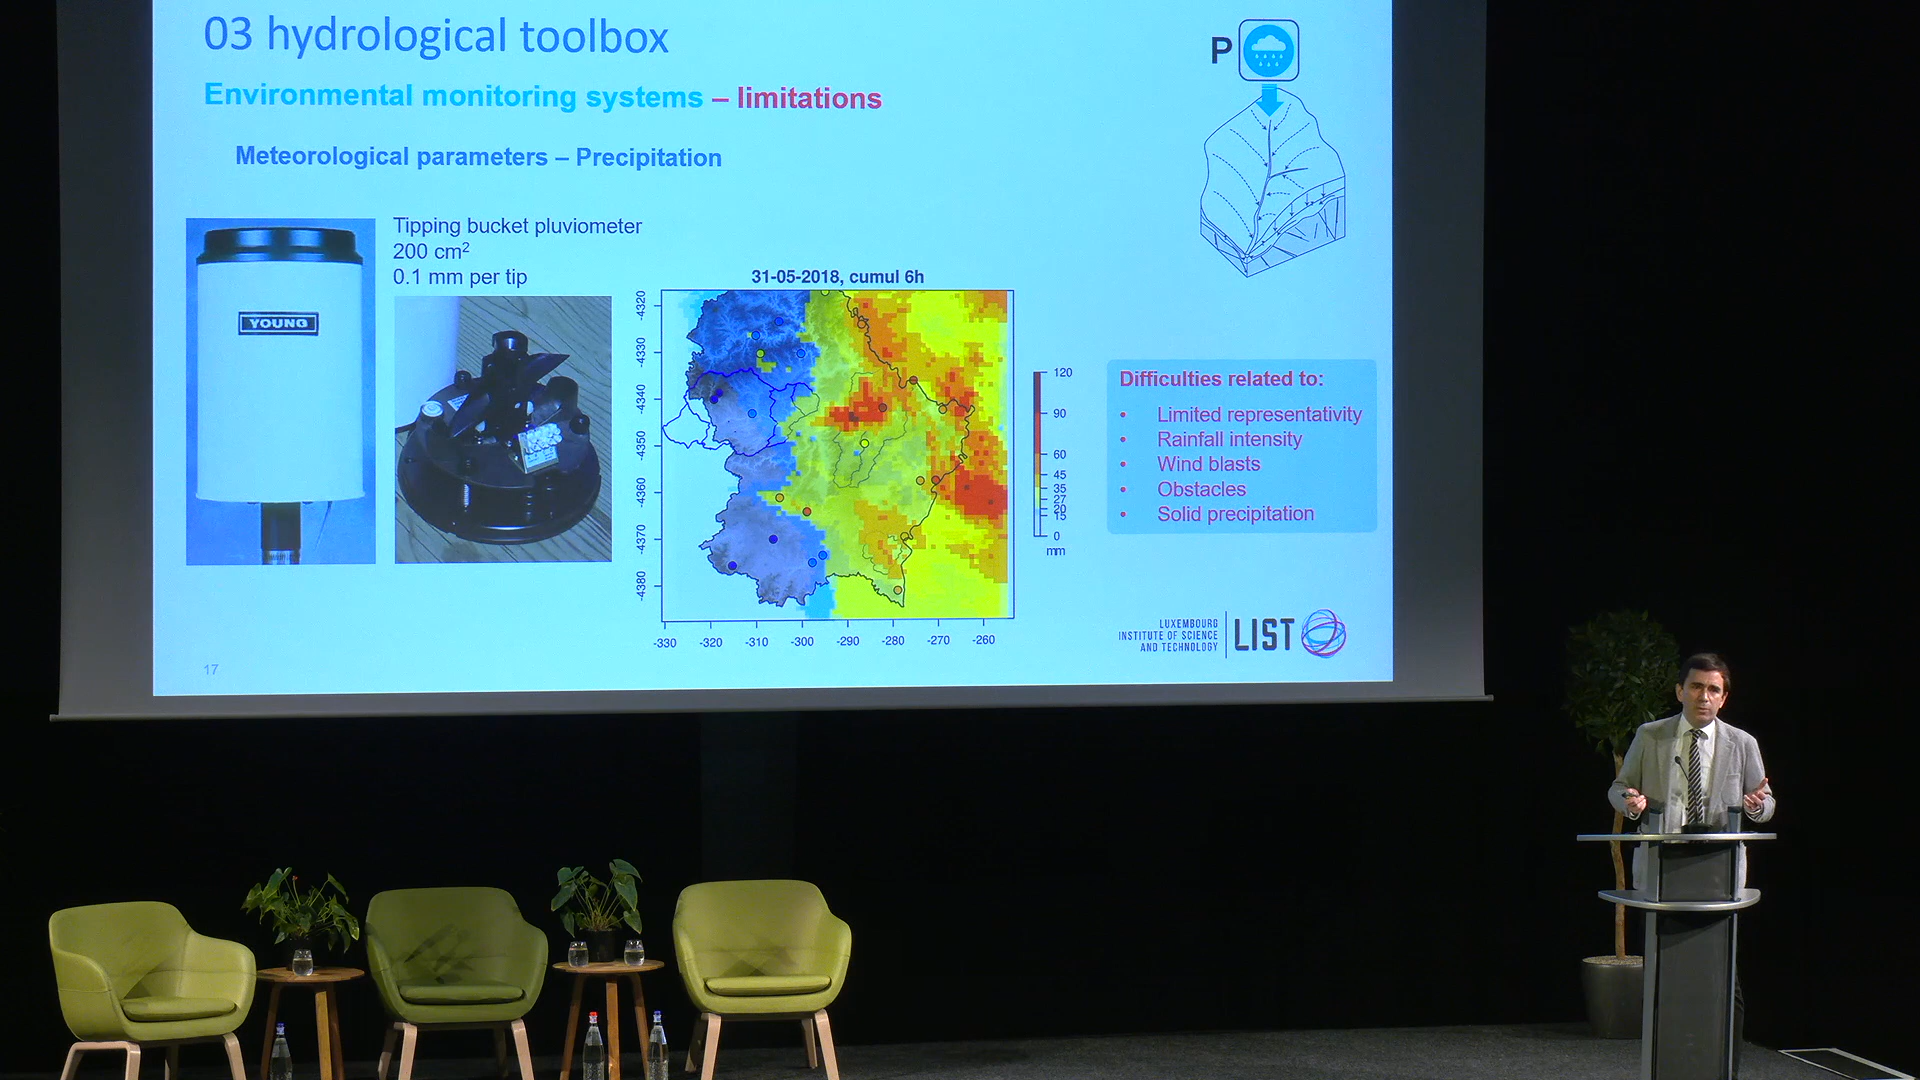 03 hydrological toolbox
P
Environmental monitoring systems – limitations
Meteorological parameters – Precipitation
YOUNG
Tipping bucket pluviometer
200 cm²
0.1 mm per tip
31-05-2018, cumul 6h
-4320
-4330
-4340
-4350
-4360
-4370
-4380
-330
-320
-310
-300
-290
-280
-270
-260
120
90
60
45
35
27
20
15
0
mm
Difficulties related to:
• Limited representativity
• Rainfall intensity
• Wind blasts
• Obstacles
• Solid precipitation
LUXEMBOURG
INSTITUTE OF SCIENCE
AND TECHNOLOGY
LIST
17